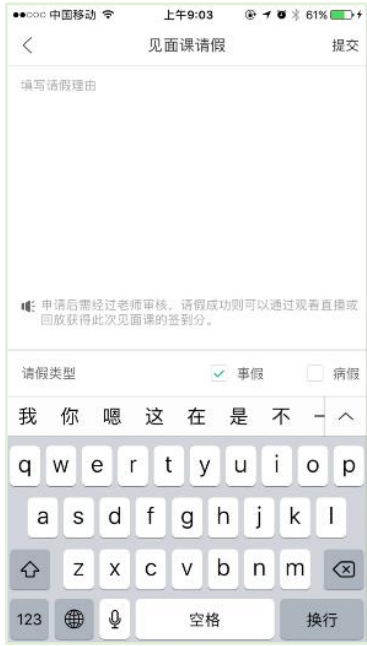 中国移动 上午9:03 61%
见面课请假 提交
填写请假理由
申请后需经过老师审核，请假成功则可以通过观看直播或
回放获得此次见面课的签到分。
请假类型 事假 病假
我 你 嗯 这 在 是 不 一
q w e r t y u i o p
a s d f g h j k l
z x c v b n m
123 空格 换行